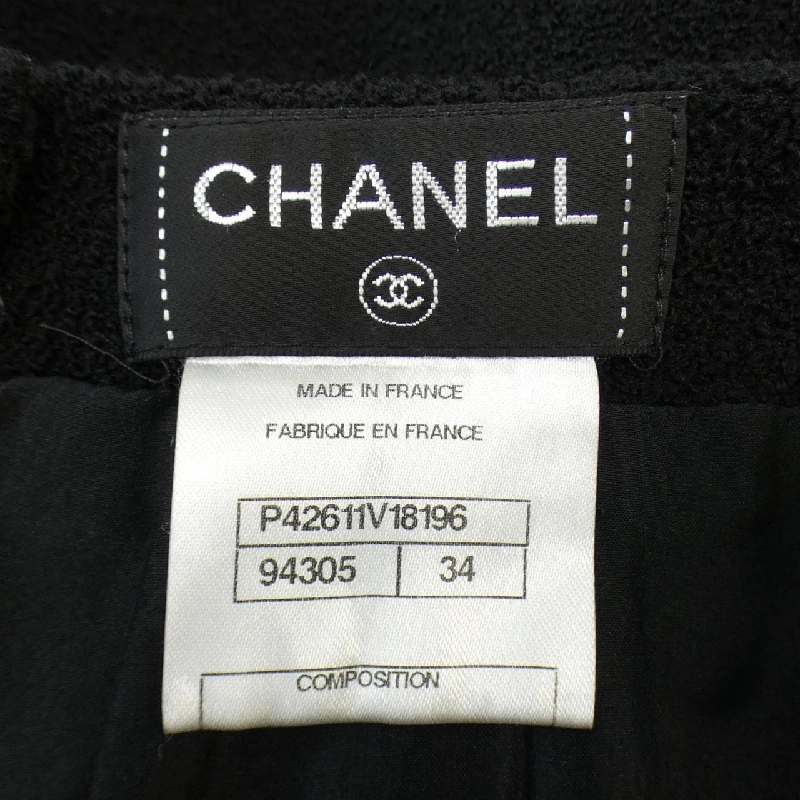 CHANEL
MADE IN FRANCE
FABRIQUE EN FRANCE
P42611V18196
94305 34
COMPOSITION